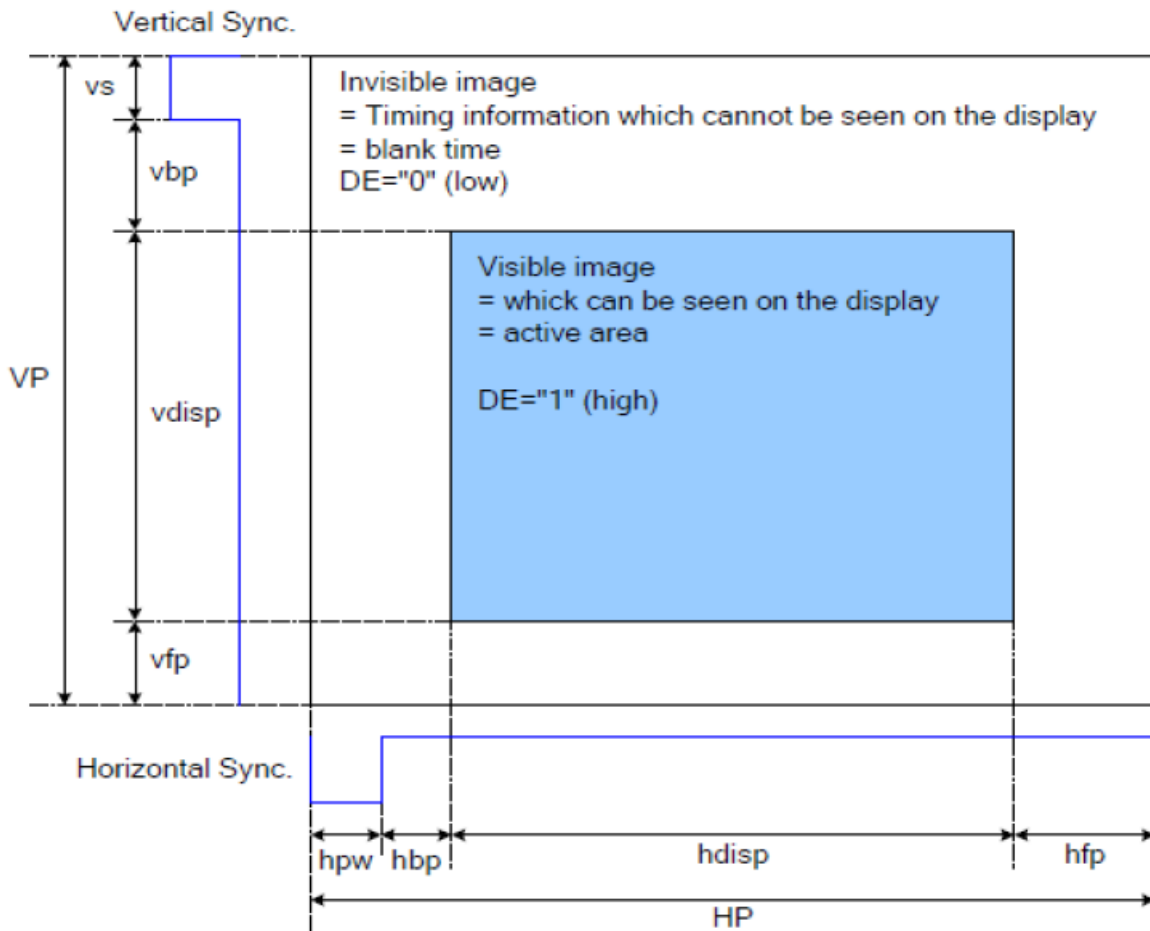 Vertical Sync.
vs
Invisible image
= Timing information which cannot be seen on the display
= blank time
DE="0" (low)
vbp
Visible image
= whick can be seen on the display
= active area
DE="1" (high)
VP
vdisp
vfp
Horizontal Sync.
hpw
hbp
hdisp
hfp
HP